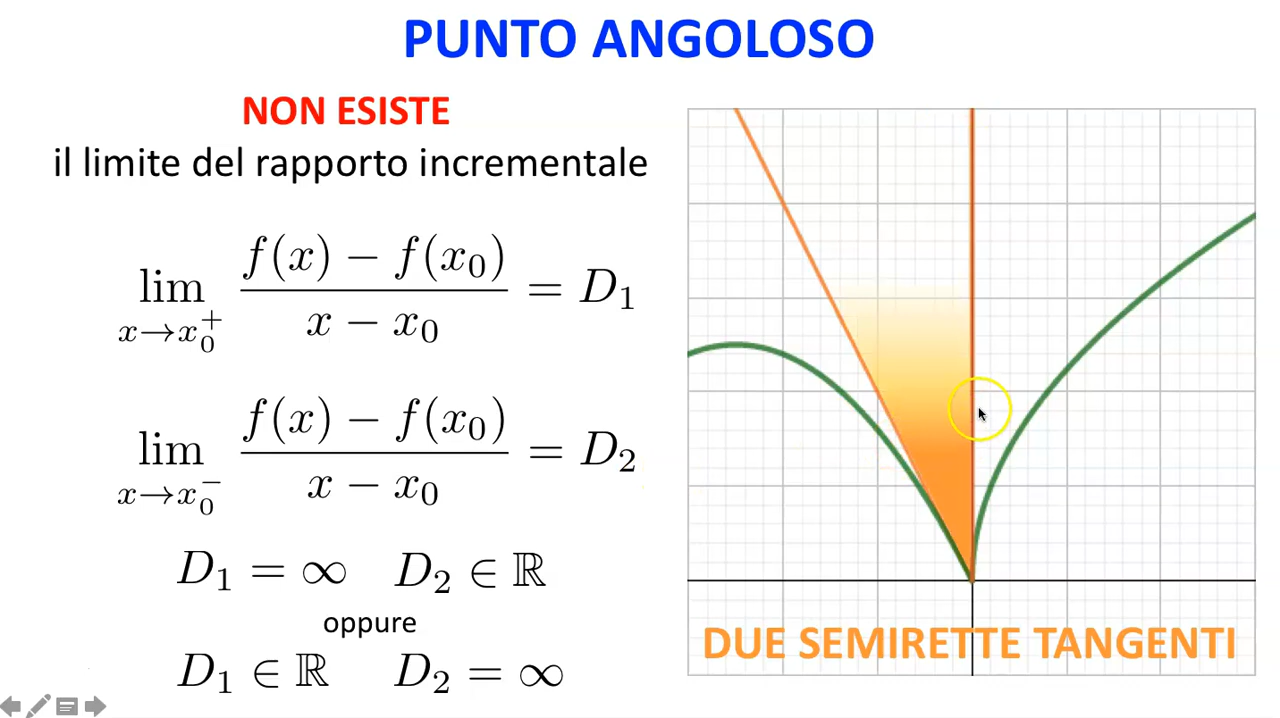 PUNTO ANGOLOSO
NON ESISTE
il limite del rapporto incrementale
lim x→x₀⁺ f(x) − f(x₀) / x − x₀ = D₁
lim x→x₀⁻ f(x) − f(x₀) / x − x₀ = D₂
D₁ = ∞ D₂ ∈ ℝ
oppure
D₁ ∈ ℝ D₂ = ∞
DUE SEMIRETTE TANGENTI